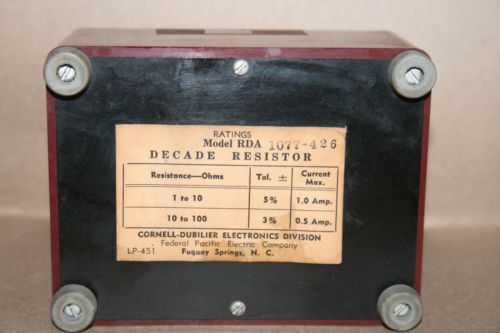 RATINGS
Model RDA 1077-426
DECADE RESISTOR
Resistance—Ohms Tol. ± Current Max.
1 to 10 5% 1.0 Amp.
10 to 100 3% 0.5 Amp.
CORNELL-DUBILIER ELECTRONICS DIVISION
Federal Pacific Electric Company
LP-451 Fuquay Springs, N. C.